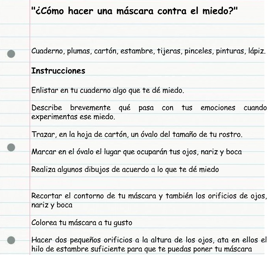 "¿Cómo hacer una máscara contra el miedo?"
Cuaderno, plumas, cartón, estambre, tijeras, pinceles, pinturas, lápiz.
Instrucciones
Enlistar en tu cuaderno algo que te dé miedo.
Describe brevemente qué pasa con tus emociones cuando
experimentas ese miedo.
Trazar, en la hoja de cartón, un óvalo del tamaño de tu rostro.
Marcar en el óvalo el lugar que ocuparán tus ojos, nariz y boca
Realiza algunos dibujos de acuerdo a lo que te dé miedo
Recortar el contorno de tu máscara y también los orificios de ojos,
nariz y boca
Colorea tu máscara a tu gusto
Hacer dos pequeños orificios a la altura de los ojos, ata en ellos el
hilo de estambre suficiente para que te puedas poner tu máscara